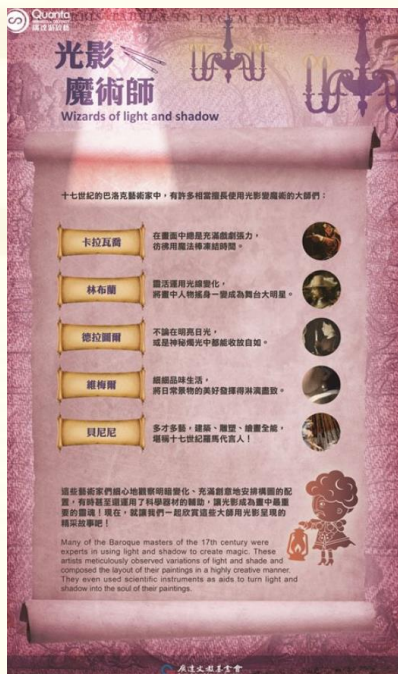 Quanta
廣達游於藝
光影
魔術師
Wizards of light and shadow
十七世紀的巴洛克藝術家中，有許多相當擅長使用光影變魔術的大師們：
卡拉瓦喬
在畫面中總是充滿戲劇張力，
彷彿用魔法棒凍結時間。
林布蘭
靈活運用光線變化，
將畫中人物搖身一變成為舞台大明星。
德拉圖爾
不論在明亮日光，
或是神秘燭光中都能收放自如。
維梅爾
細細品味生活，
將日常景物的美好發揮得淋漓盡致。
貝尼尼
多才多藝，建築、雕塑、繪畫全能，
堪稱十七世紀羅馬代言人！
這些藝術家們細心地觀察明暗變化、充滿創意地安排構圖的配
置，有時甚至還運用了科學器材的輔助，讓光影成為畫中最重
要的靈魂！現在，就讓我們一起欣賞這些大師用光影呈現的
精采故事吧！
Many of the Baroque masters of the 17th century were
experts in using light and shadow to create magic. These
artists meticulously observed variations of light and shade and
composed the layout of their paintings in a highly creative manner.
They even used scientific instruments as aids to turn light and
shadow into the soul of their paintings.
廣達文教基金會